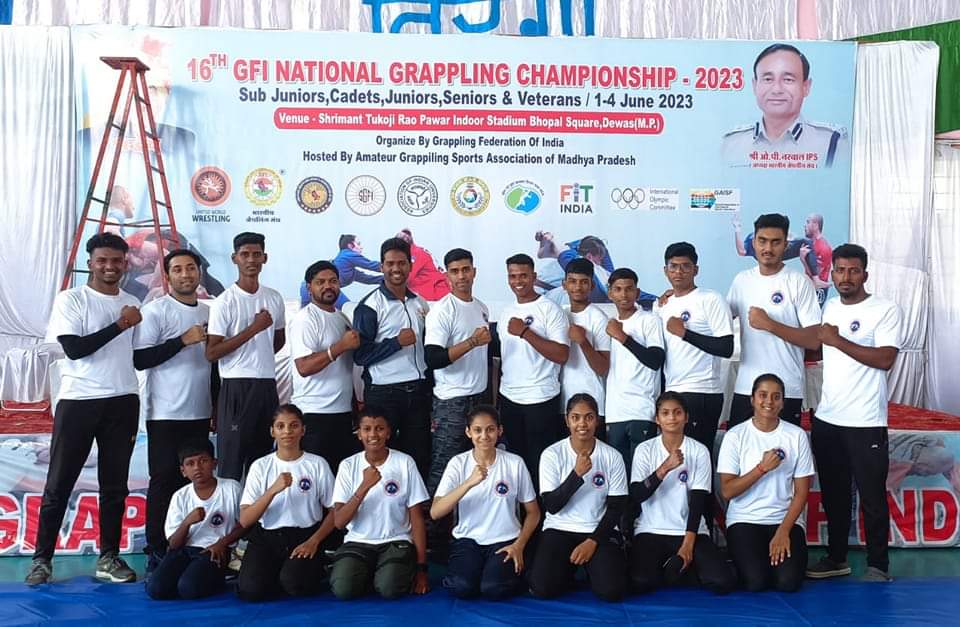 16TH GFI NATIONAL GRAPPLING CHAMPIONSHIP - 2023
Sub Juniors,Cadets,Juniors,Seniors & Veterans / 1-4 June 2023
Venue - Shrimant Tukoji Rao Pawar Indoor Stadium Bhopal Square,Dewas(M.P.)
Organize By Grappling Federation Of India
Hosted By Amateur Grappiling Sports Association of Madhya Pradesh
श्री ओ.पी.नरवाल IPS
UNITED WORLD
WRESTLING
FIT
INDIA
International
Olympic
Committee
GAISF
GRAP
IND